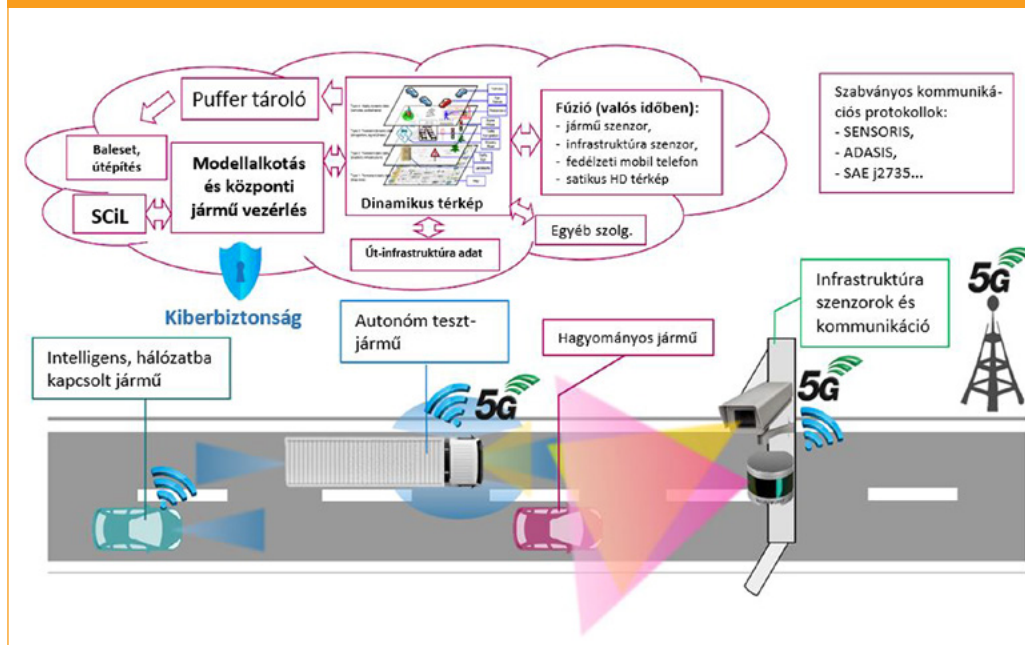 Puffer tároló
Baleset,
útépítés
SCiL
Modellalkotás
és központi
jármű vezérlés
Dinamikus térkép
Út-infrastruktúra adat
Fúzió (valós időben):
- jármű szenzor,
- infrastruktúra szenzor,
- fedélzeti mobil telefon
- satikus HD térkép
Egyéb szolg.
Szabványos kommuniká-
ciós protokollok:
- SENSORIS,
- ADASIS,
- SAE j2735...
Kiberbiztonság
Intelligens, hálózatba
kapcsolt jármű
Autonóm teszt-
jármű
5G
Hagyományos jármű
Infrastruktúra
szenzorok és
kommunikáció
5G
5G